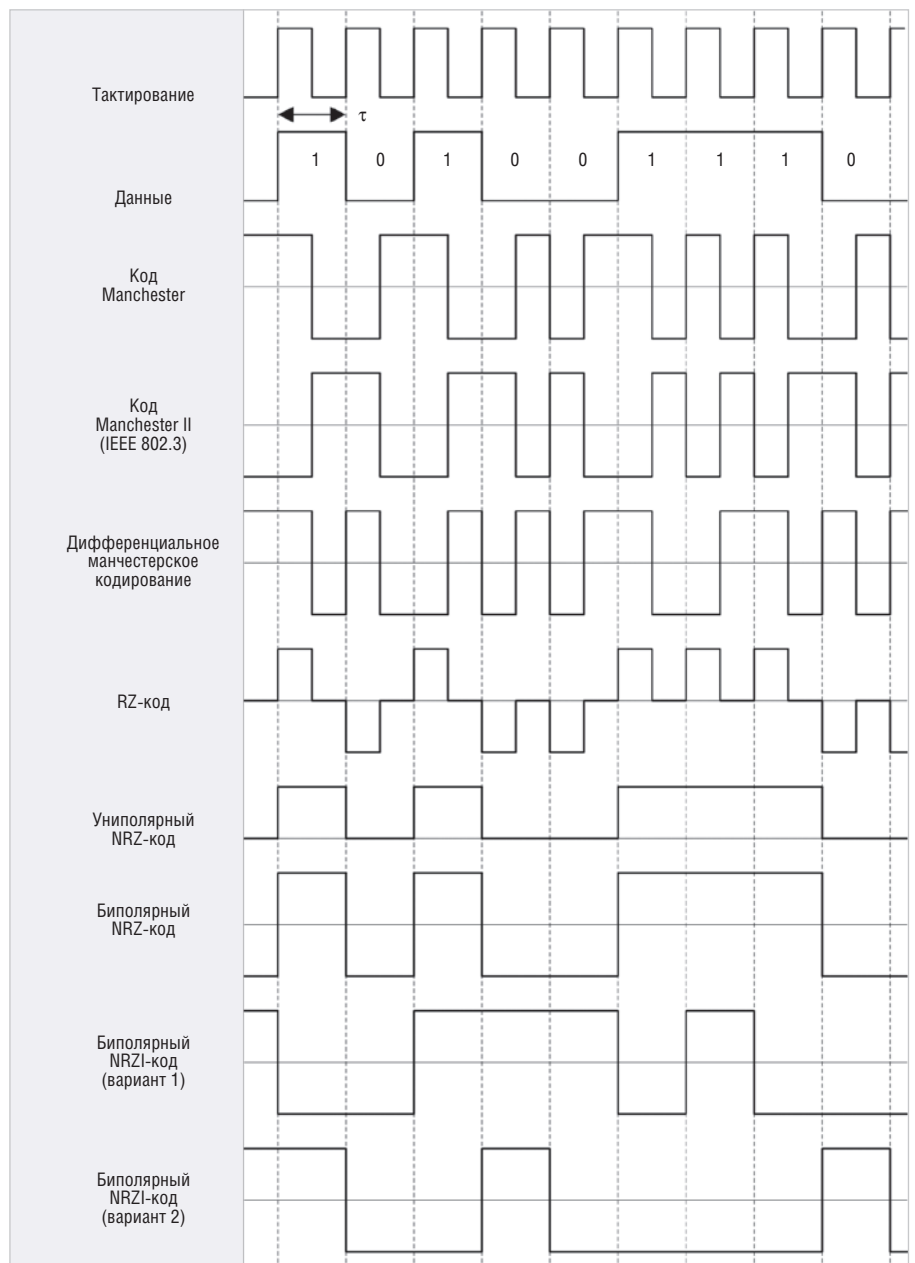 Тактирование
τ
1 0 1 0 0 1 1 1 0
Данные
Код
Manchester
Код
Manchester II
(IEEE 802.3)
Дифференциальное
манчестерское
кодирование
RZ-код
Униполярный
NRZ-код
Биполярный
NRZ-код
Биполярный
NRZI-код
(вариант 1)
Биполярный
NRZI-код
(вариант 2)